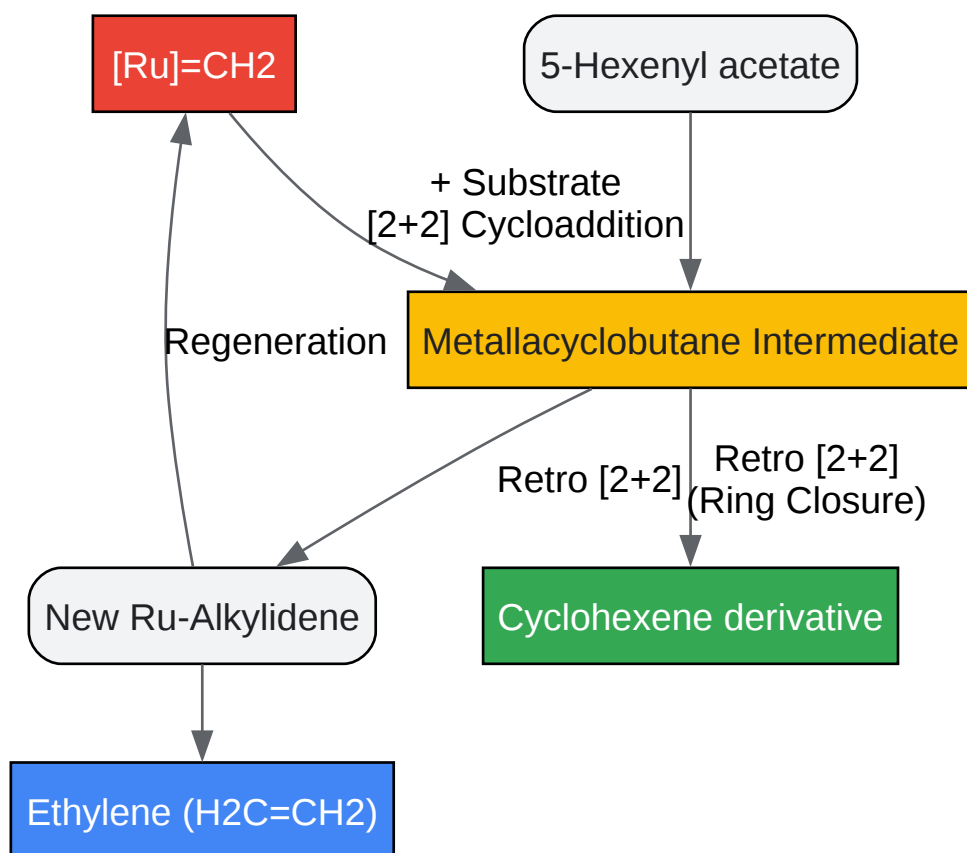 [Ru]=CH2
5-Hexenyl acetate
+ Substrate
[2+2] Cycloaddition
Regeneration
Metallacyclobutane Intermediate
Retro [2+2]
Retro [2+2]
(Ring Closure)
New Ru-Alkylidene
Cyclohexene derivative
Ethylene (H2C=CH2)